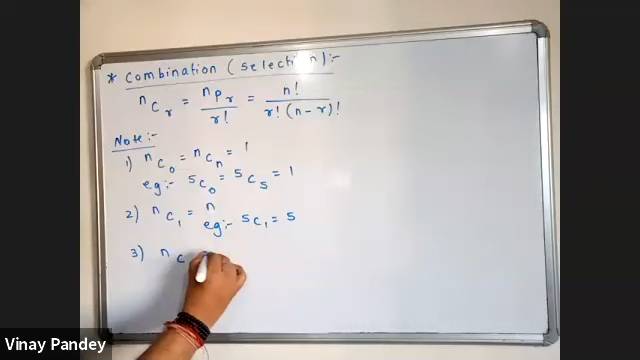 * Combination (selection):-
nCr = nPr / r! = n! / r!(n-r)!
Note:-
1) nC0 = nCn = 1
eg:- 5C0 = 5C5 = 1
2) nC1 = n
eg:- 5C1 = 5
3) nC
Vinay Pandey